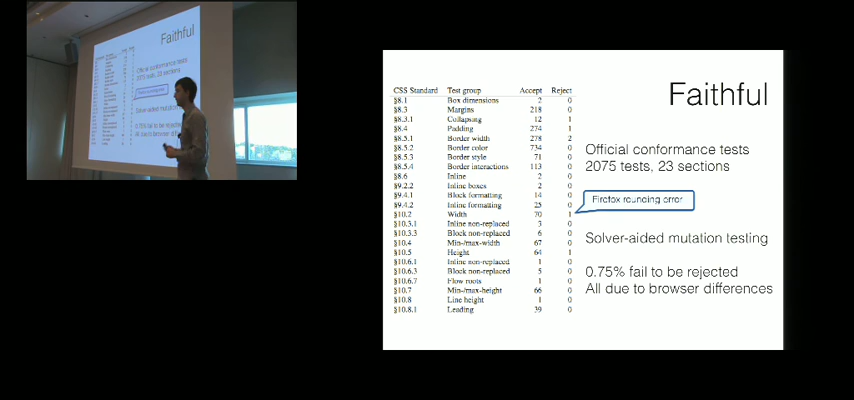 Faithful
CSS Standard Test group Accept Reject
§8.1 Box dimensions 2 0
§8.3 Margins 218 0
§8.3.1 Collapsing 12 1
§8.4 Padding 274 1
§8.5.1 Border width 278 2
§8.5.2 Border color 734 0
§8.5.3 Border style 71 0
§8.5.4 Border interactions 113 0
§8.6 Inline 2 0
§9.2.2 Inline boxes 2 0
§9.4.1 Block formatting 14 0
§9.4.2 Inline formatting 25 0
§10.2 Width 70 1
§10.3.1 Inline non-replaced 3 0
§10.3.3 Block non-replaced 6 0
§10.4 Min-/max-width 67 0
§10.5 Height 64 1
§10.6.1 Inline non-replaced 1 0
§10.6.3 Block non-replaced 5 0
§10.6.7 Flow roots 1 0
§10.7 Min-/max-height 66 0
§10.8 Line height 1 0
§10.8.1 Leading 39 0
Official conformance tests
2075 tests, 23 sections
Firefox rounding error
Solver-aided mutation testing
0.75% fail to be rejected
All due to browser differences
Faithful
Official conformance tests
2075 tests, 23 sections